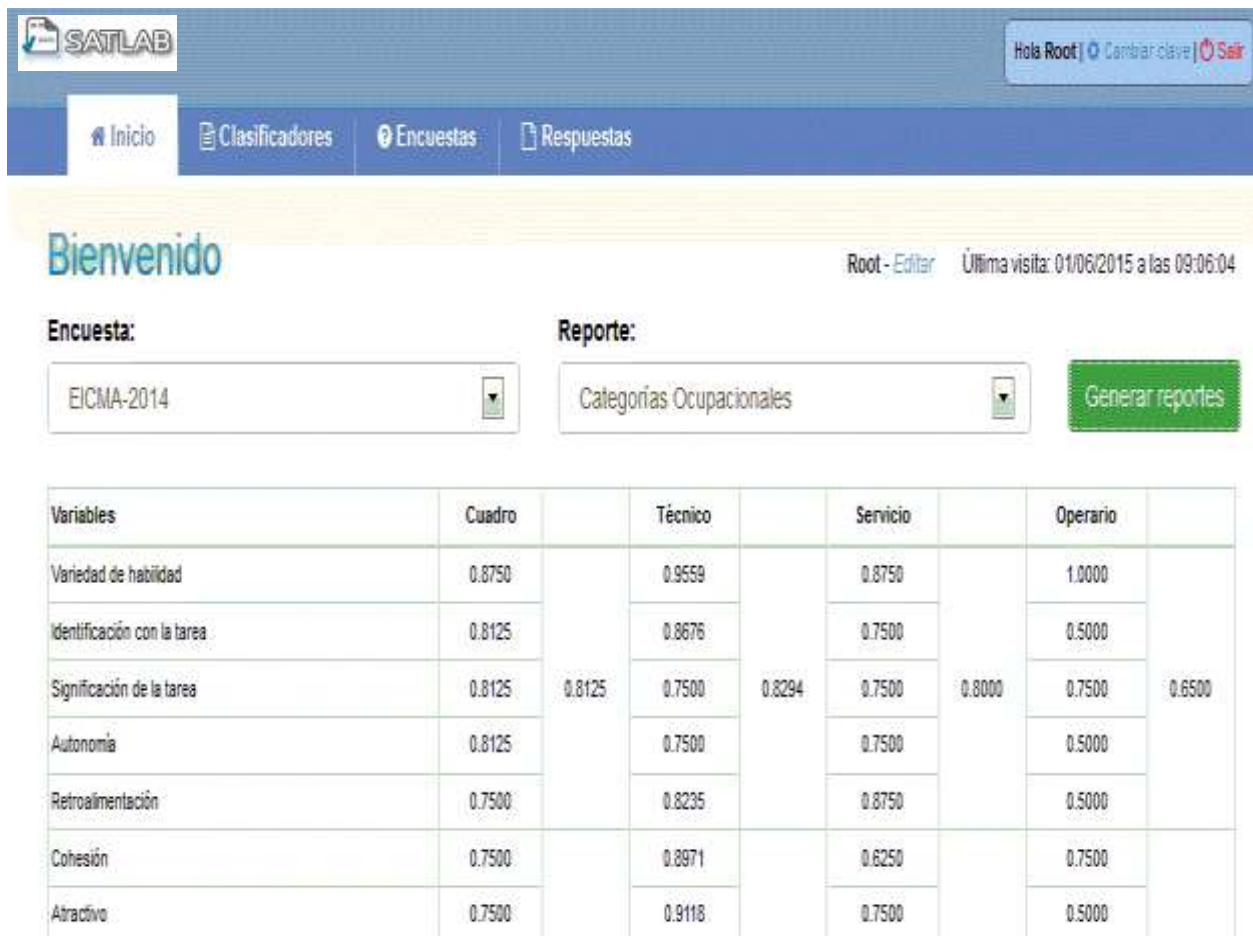 SATLAB
Hola Root | Cambiar clave | Salir
Inicio Clasificadores Encuestas Respuestas
Bienvenido
Root - Editar Última visita: 01/06/2015 a las 09:06:04
Encuesta: Reporte:
EICMA-2014 Categorías Ocupacionales Generar reportes
Variables Cuadro Técnico Servicio Operario
Variedad de habilidad 0.8750 0.9559 0.8750 1.0000
Identificación con la tarea 0.8125 0.8676 0.7500 0.5000
Significación de la tarea 0.8125 0.8125 0.7500 0.8294 0.7500 0.8000 0.7500 0.6500
Autonomía 0.8125 0.7500 0.7500 0.5000
Retroalimentación 0.7500 0.8235 0.8750 0.5000
Cohesión 0.7500 0.8971 0.6250 0.7500
Atractivo 0.7500 0.9118 0.7500 0.5000